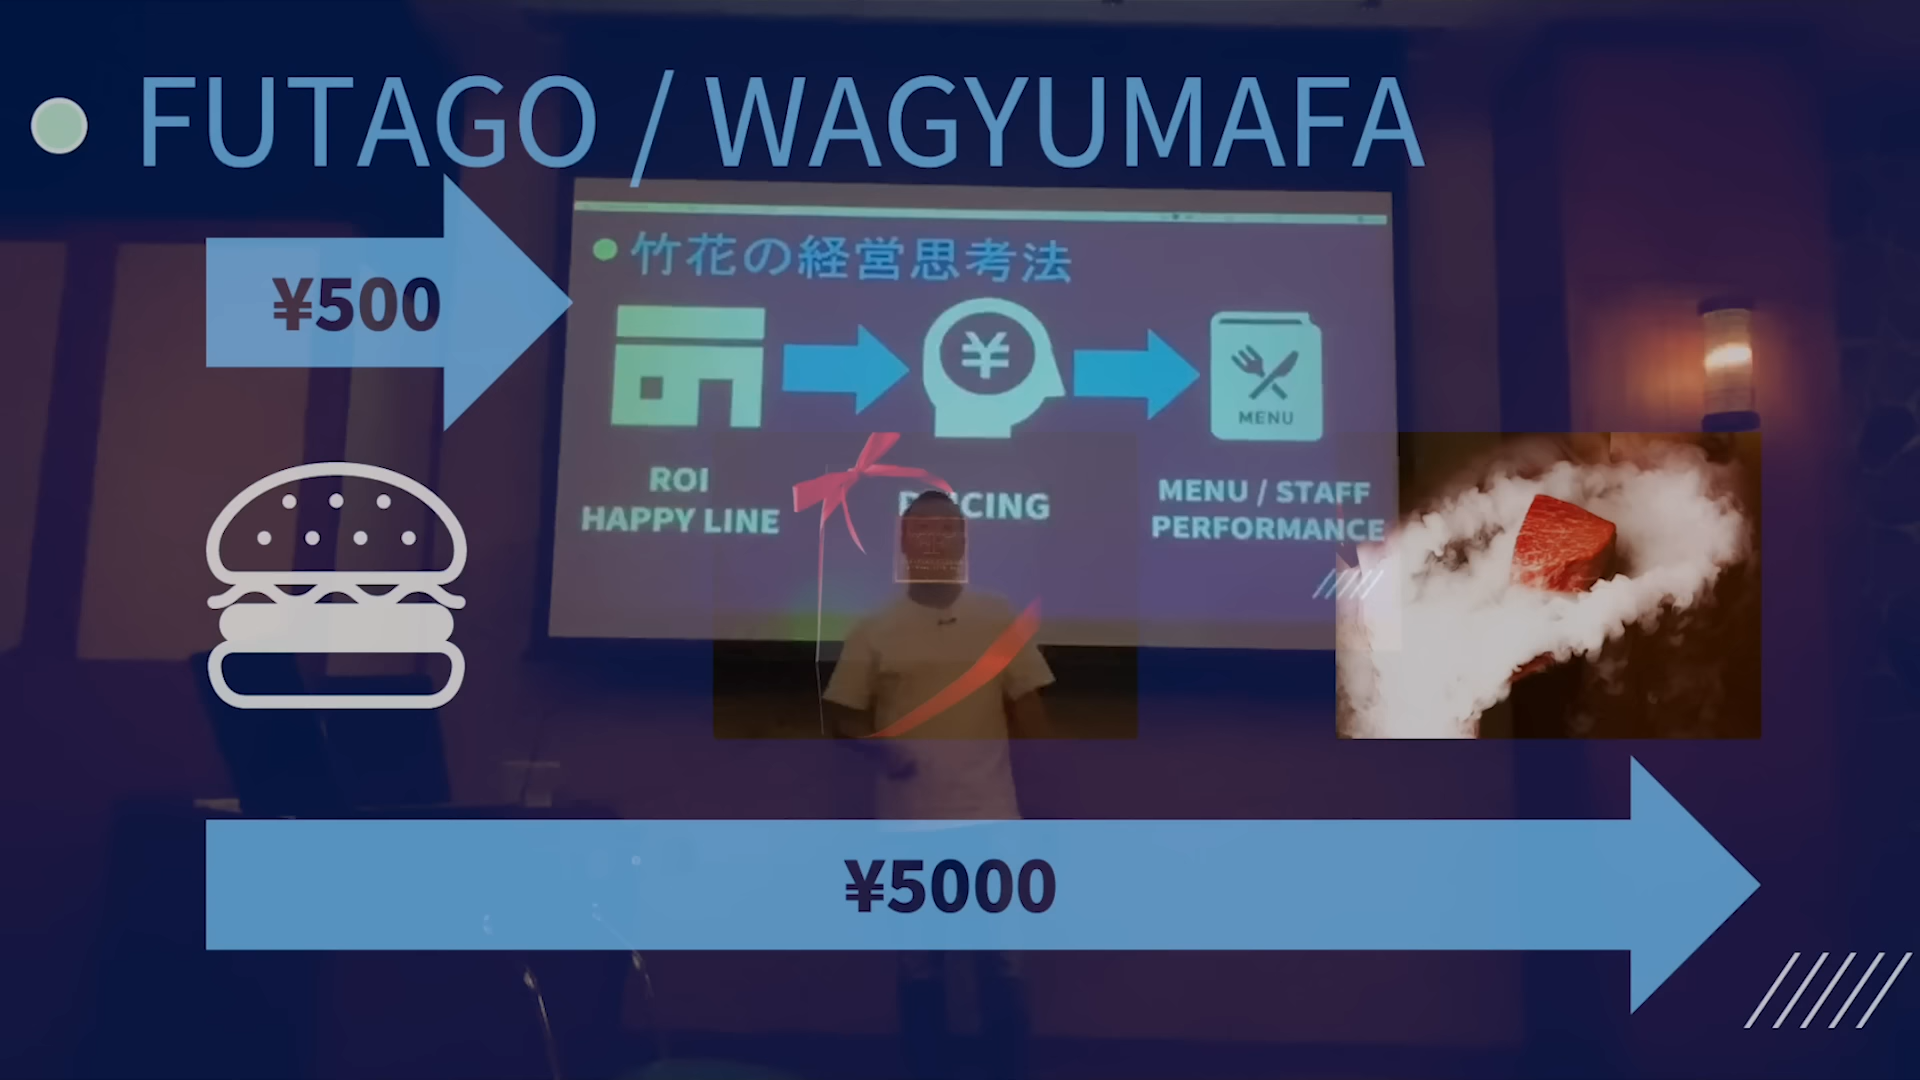 FUTAGO / WAGYUMAFA
¥500
竹花の経営思考法
¥
MENU
ROI
HAPPY LINE
PRICING
MENU / STAFF
PERFORMANCE
¥5000